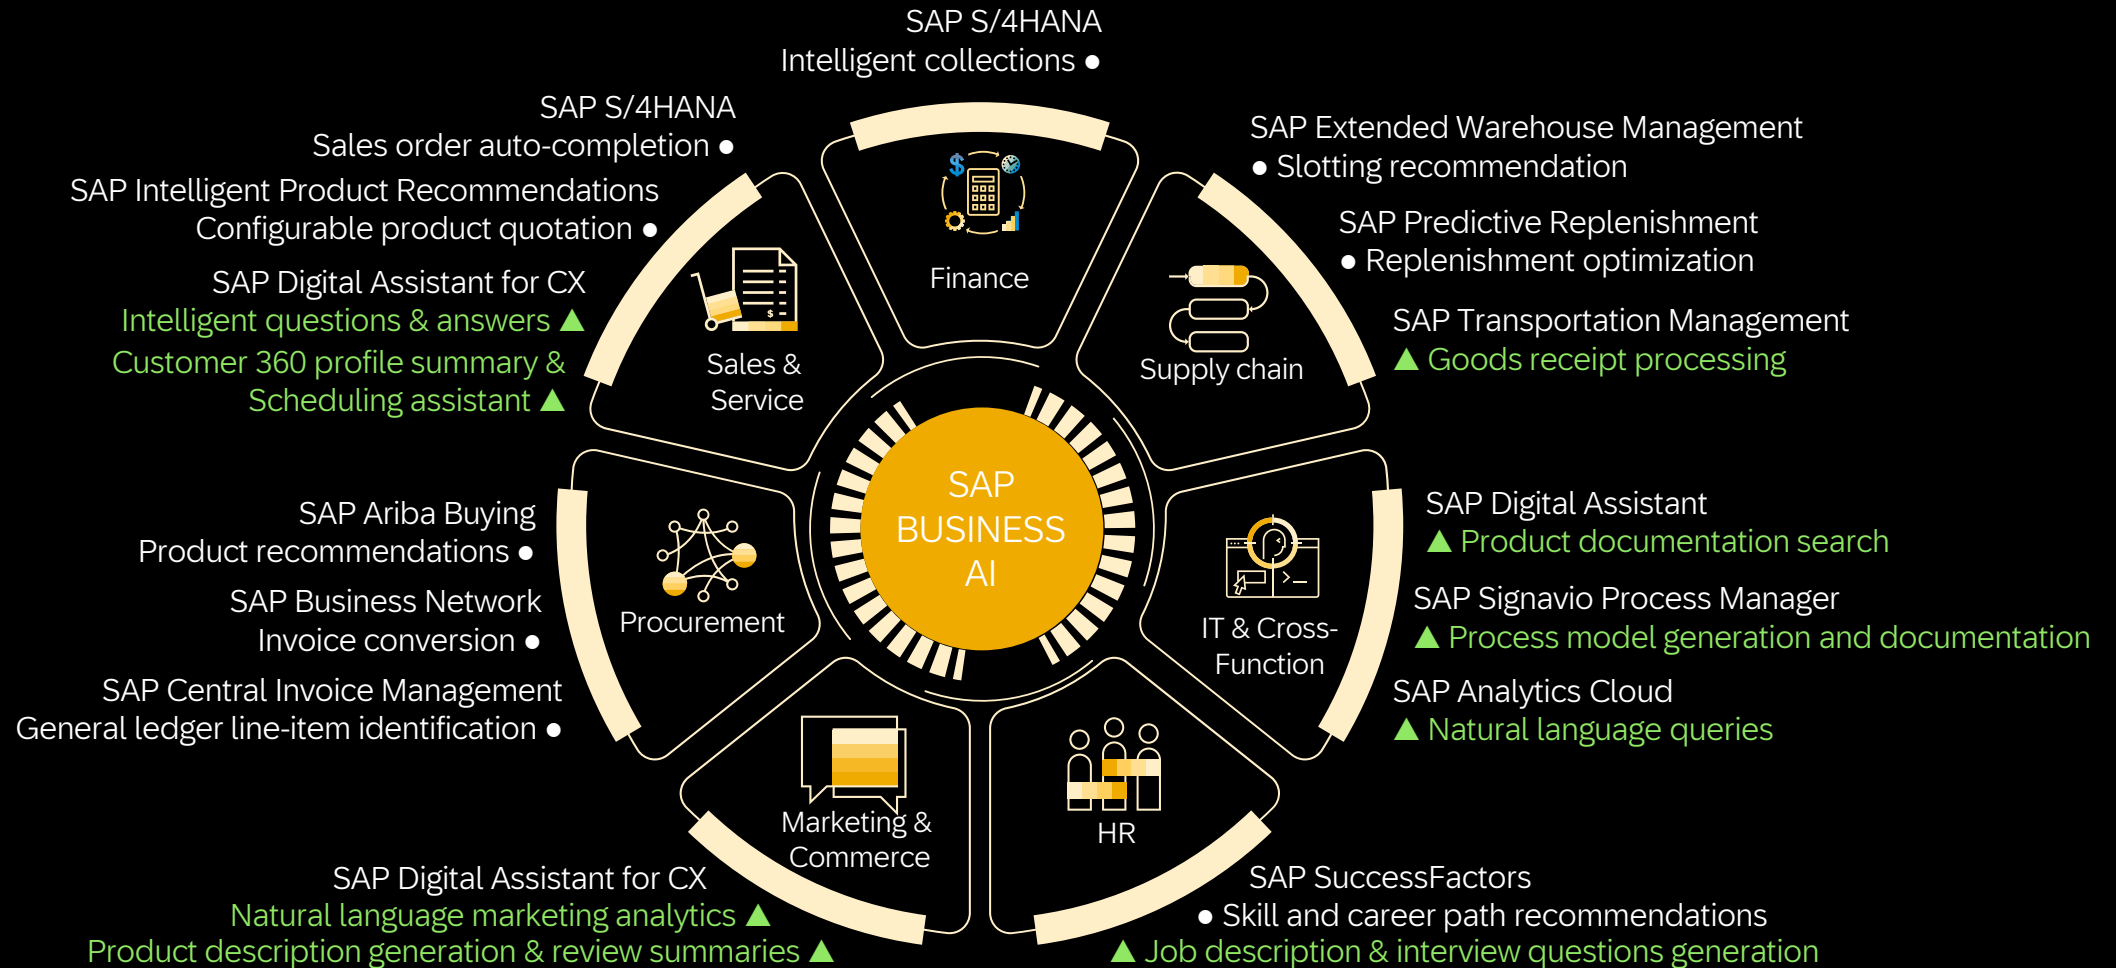 SAP S/4HANA
Intelligent collections ●
SAP S/4HANA
Sales order auto-completion ●
SAP Intelligent Product Recommendations
Configurable product quotation ●
SAP Digital Assistant for CX
Intelligent questions & answers ▲
Customer 360 profile summary &
Scheduling assistant ▲
SAP Extended Warehouse Management
● Slotting recommendation
SAP Predictive Replenishment
● Replenishment optimization
SAP Transportation Management
▲ Goods receipt processing
$
Finance
$
Sales &
Service
Supply chain
SAP
BUSINESS
AI
SAP Ariba Buying
Product recommendations ●
SAP Business Network
Invoice conversion ●
SAP Central Invoice Management
General ledger line-item identification ●
Procurement
IT & Cross-
Function
SAP Digital Assistant
▲ Product documentation search
SAP Signavio Process Manager
▲ Process model generation and documentation
SAP Analytics Cloud
▲ Natural language queries
Marketing &
Commerce
HR
SAP Digital Assistant for CX
Natural language marketing analytics ▲
Product description generation & review summaries ▲
SAP SuccessFactors
● Skill and career path recommendations
▲ Job description & interview questions generation